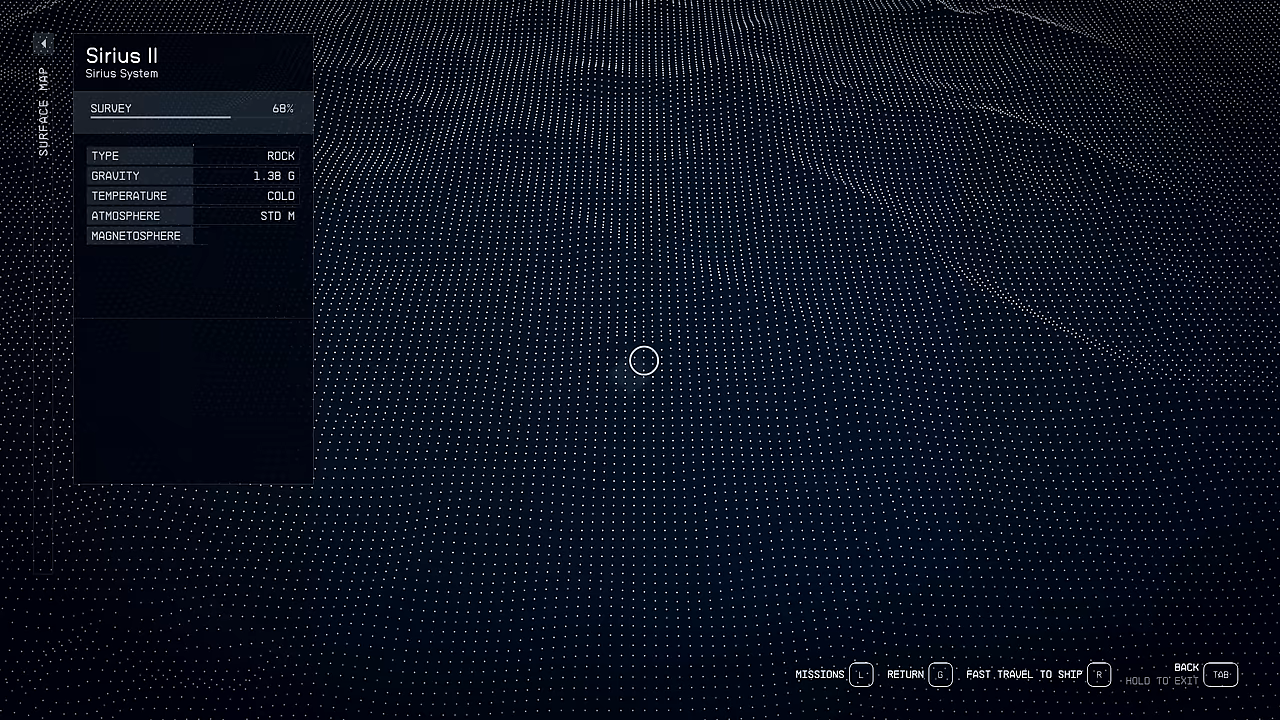 Sirius II
Sirius System
SURVEY 68%
TYPE ROCK
GRAVITY 1.38 G
TEMPERATURE COLD
ATMOSPHERE STD M
MAGNETOSPHERE
SURFACE MAP
MISSIONS L RETURN G FAST TRAVEL TO SHIP R BACK TAB
HOLD TO EXIT